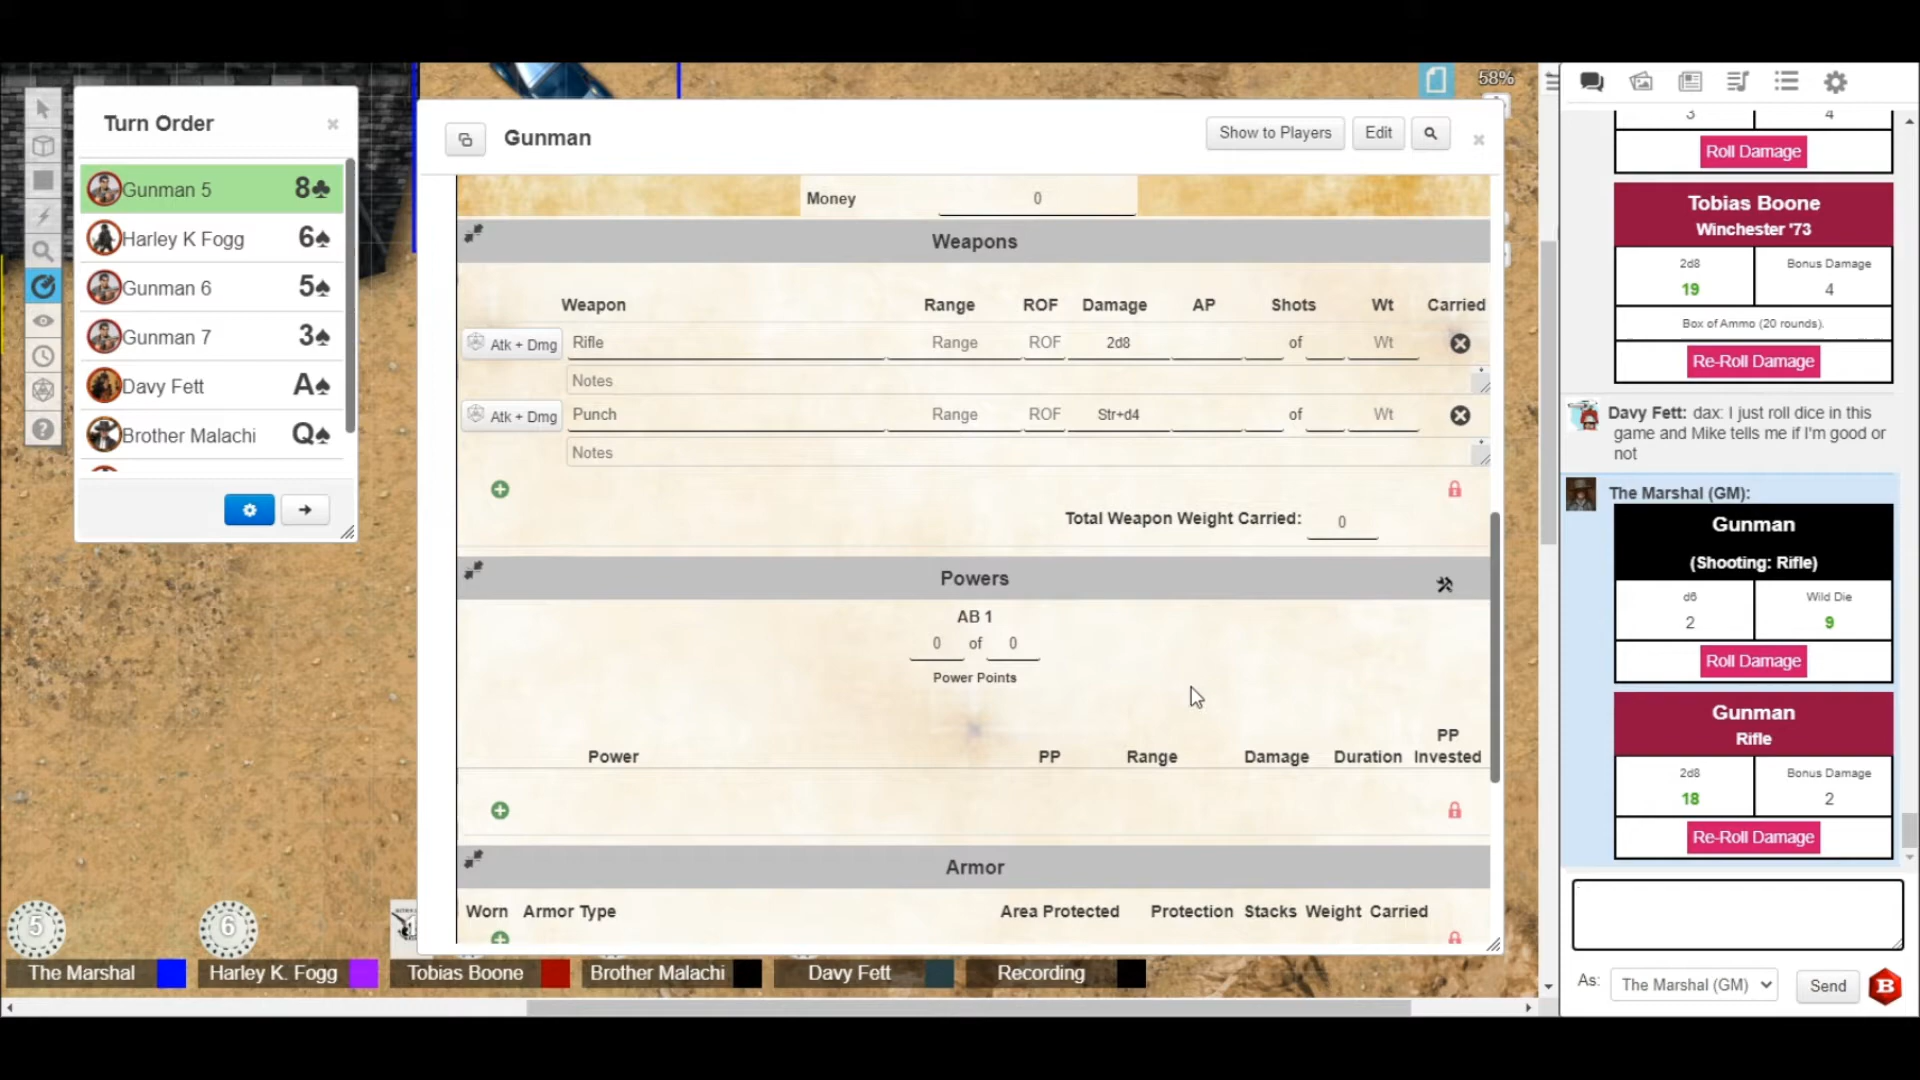 Turn Order
Gunman 5 8♣
Harley K Fogg 6♠
Gunman 6 5♠
Gunman 7 3♠
Davy Fett A♠
Brother Malachi Q♠
58%
Gunman
Show to Players
Edit
Money 0
Weapons
Weapon Range ROF Damage AP Shots Wt Carried
Atk + Dmg Rifle Range ROF 2d8 of Wt
Notes
Atk + Dmg Punch Range ROF Str+d4 of Wt
Notes
Total Weapon Weight Carried: 0
Powers
AB 1
0 of 0
Power Points
Power PP Range Damage Duration PP Invested
Armor
Worn Armor Type Area Protected Protection Stacks Weight Carried
5
6
The Marshal
Harley K. Fogg
Tobias Boone
Brother Malachi
Davy Fett
Recording
3 4
Roll Damage
Tobias Boone
Winchester '73
2d8 Bonus Damage
19 4
Box of Ammo (20 rounds).
Re-Roll Damage
Davy Fett: dax: I just roll dice in this
game and Mike tells me if I'm good or
not
The Marshal (GM):
Gunman
(Shooting: Rifle)
d6 Wild Die
2 9
Roll Damage
Gunman
Rifle
2d8 Bonus Damage
18 2
Re-Roll Damage
As: The Marshal (GM) Send
B